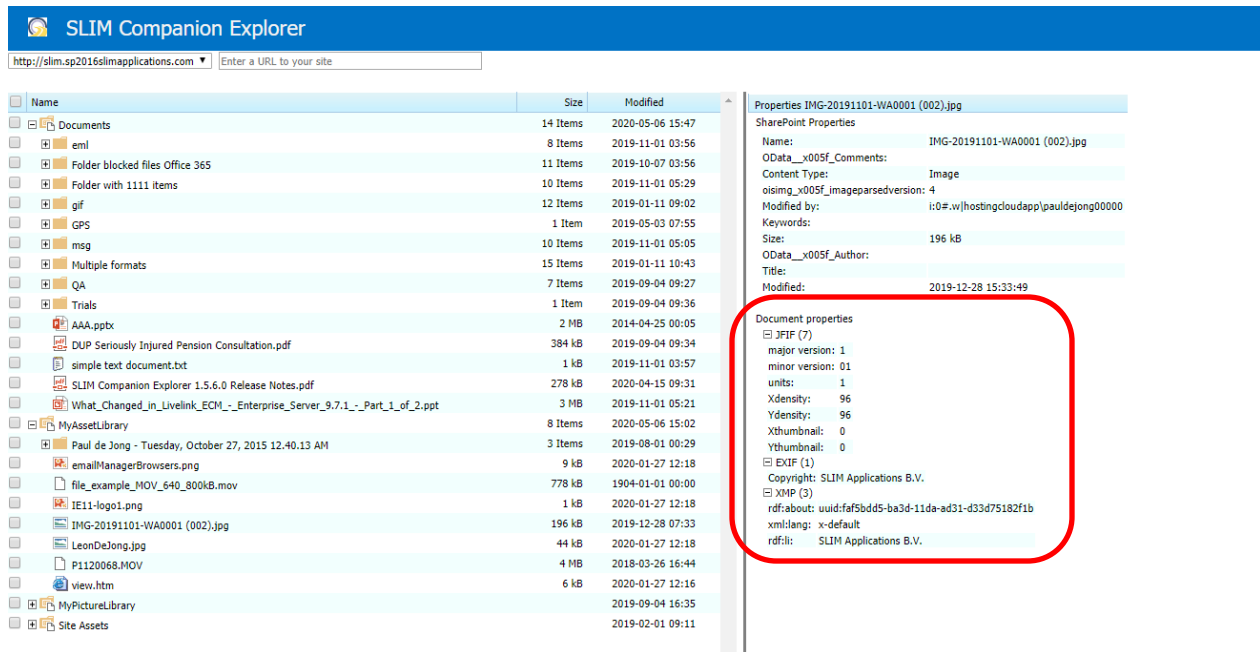 SLIM Companion Explorer
http://slim.sp2016slimapplications.com ▼ Enter a URL to your site
Name Size Modified
Documents 14 Items 2020-05-06 15:47
eml 8 Items 2019-11-01 03:56
Folder blocked files Office 365 11 Items 2019-10-07 03:56
Folder with 1111 items 10 Items 2019-11-01 05:29
gif 12 Items 2019-01-11 09:02
GPS 1 Item 2019-05-03 07:55
msg 10 Items 2019-11-01 05:05
Multiple formats 15 Items 2019-01-11 10:43
QA 7 Items 2019-09-04 09:27
Trials 1 Item 2019-09-04 09:36
AAA.pptx 2 MB 2014-04-25 00:05
DUP Seriously Injured Pension Consultation.pdf 384 kB 2019-09-04 09:34
simple text document.txt 1 kB 2019-11-01 03:57
SLIM Companion Explorer 1.5.6.0 Release Notes.pdf 278 kB 2020-04-15 09:31
What_Changed_in_Livelink_ECM_-_Enterprise_Server_9.7.1_-_Part_1_of_2.ppt 3 MB 2019-11-01 05:21
MyAssetLibrary 8 Items 2020-05-06 15:02
Paul de Jong - Tuesday, October 27, 2015 12.40.13 AM 3 Items 2019-08-01 00:29
emailManagerBrowsers.png 9 kB 2020-01-27 12:18
file_example_MOV_640_800kB.mov 778 kB 1904-01-01 00:00
IE11-logo1.png 1 kB 2020-01-27 12:18
IMG-20191101-WA0001 (002).jpg 196 kB 2019-12-28 07:33
LeonDeJong.jpg 44 kB 2020-01-27 12:18
P1120068.MOV 4 MB 2018-03-26 16:44
view.htm 6 kB 2020-01-27 12:16
MyPictureLibrary 2019-09-04 16:35
Site Assets 2019-02-01 09:11
Properties IMG-20191101-WA0001 (002).jpg
SharePoint Properties
Name: IMG-20191101-WA0001 (002).jpg
OData__x005f_Comments:
Content Type: Image
oisimg_x005f_imageparsedversion: 4
Modified by: i:0#.w|hostingcloudapp\pauldejong00000
Keywords:
Size: 196 kB
OData__x005f_Author:
Title:
Modified: 2019-12-28 15:33:49
Document properties
JFIF (7)
major version: 1
minor version: 01
units: 1
Xdensity: 96
Ydensity: 96
Xthumbnail: 0
Ythumbnail: 0
EXIF (1)
Copyright: SLIM Applications B.V.
XMP (3)
rdf:about: uuid:faf5bdd5-ba3d-11da-ad31-d33d75182f1b
xml:lang: x-default
rdf:li: SLIM Applications B.V.